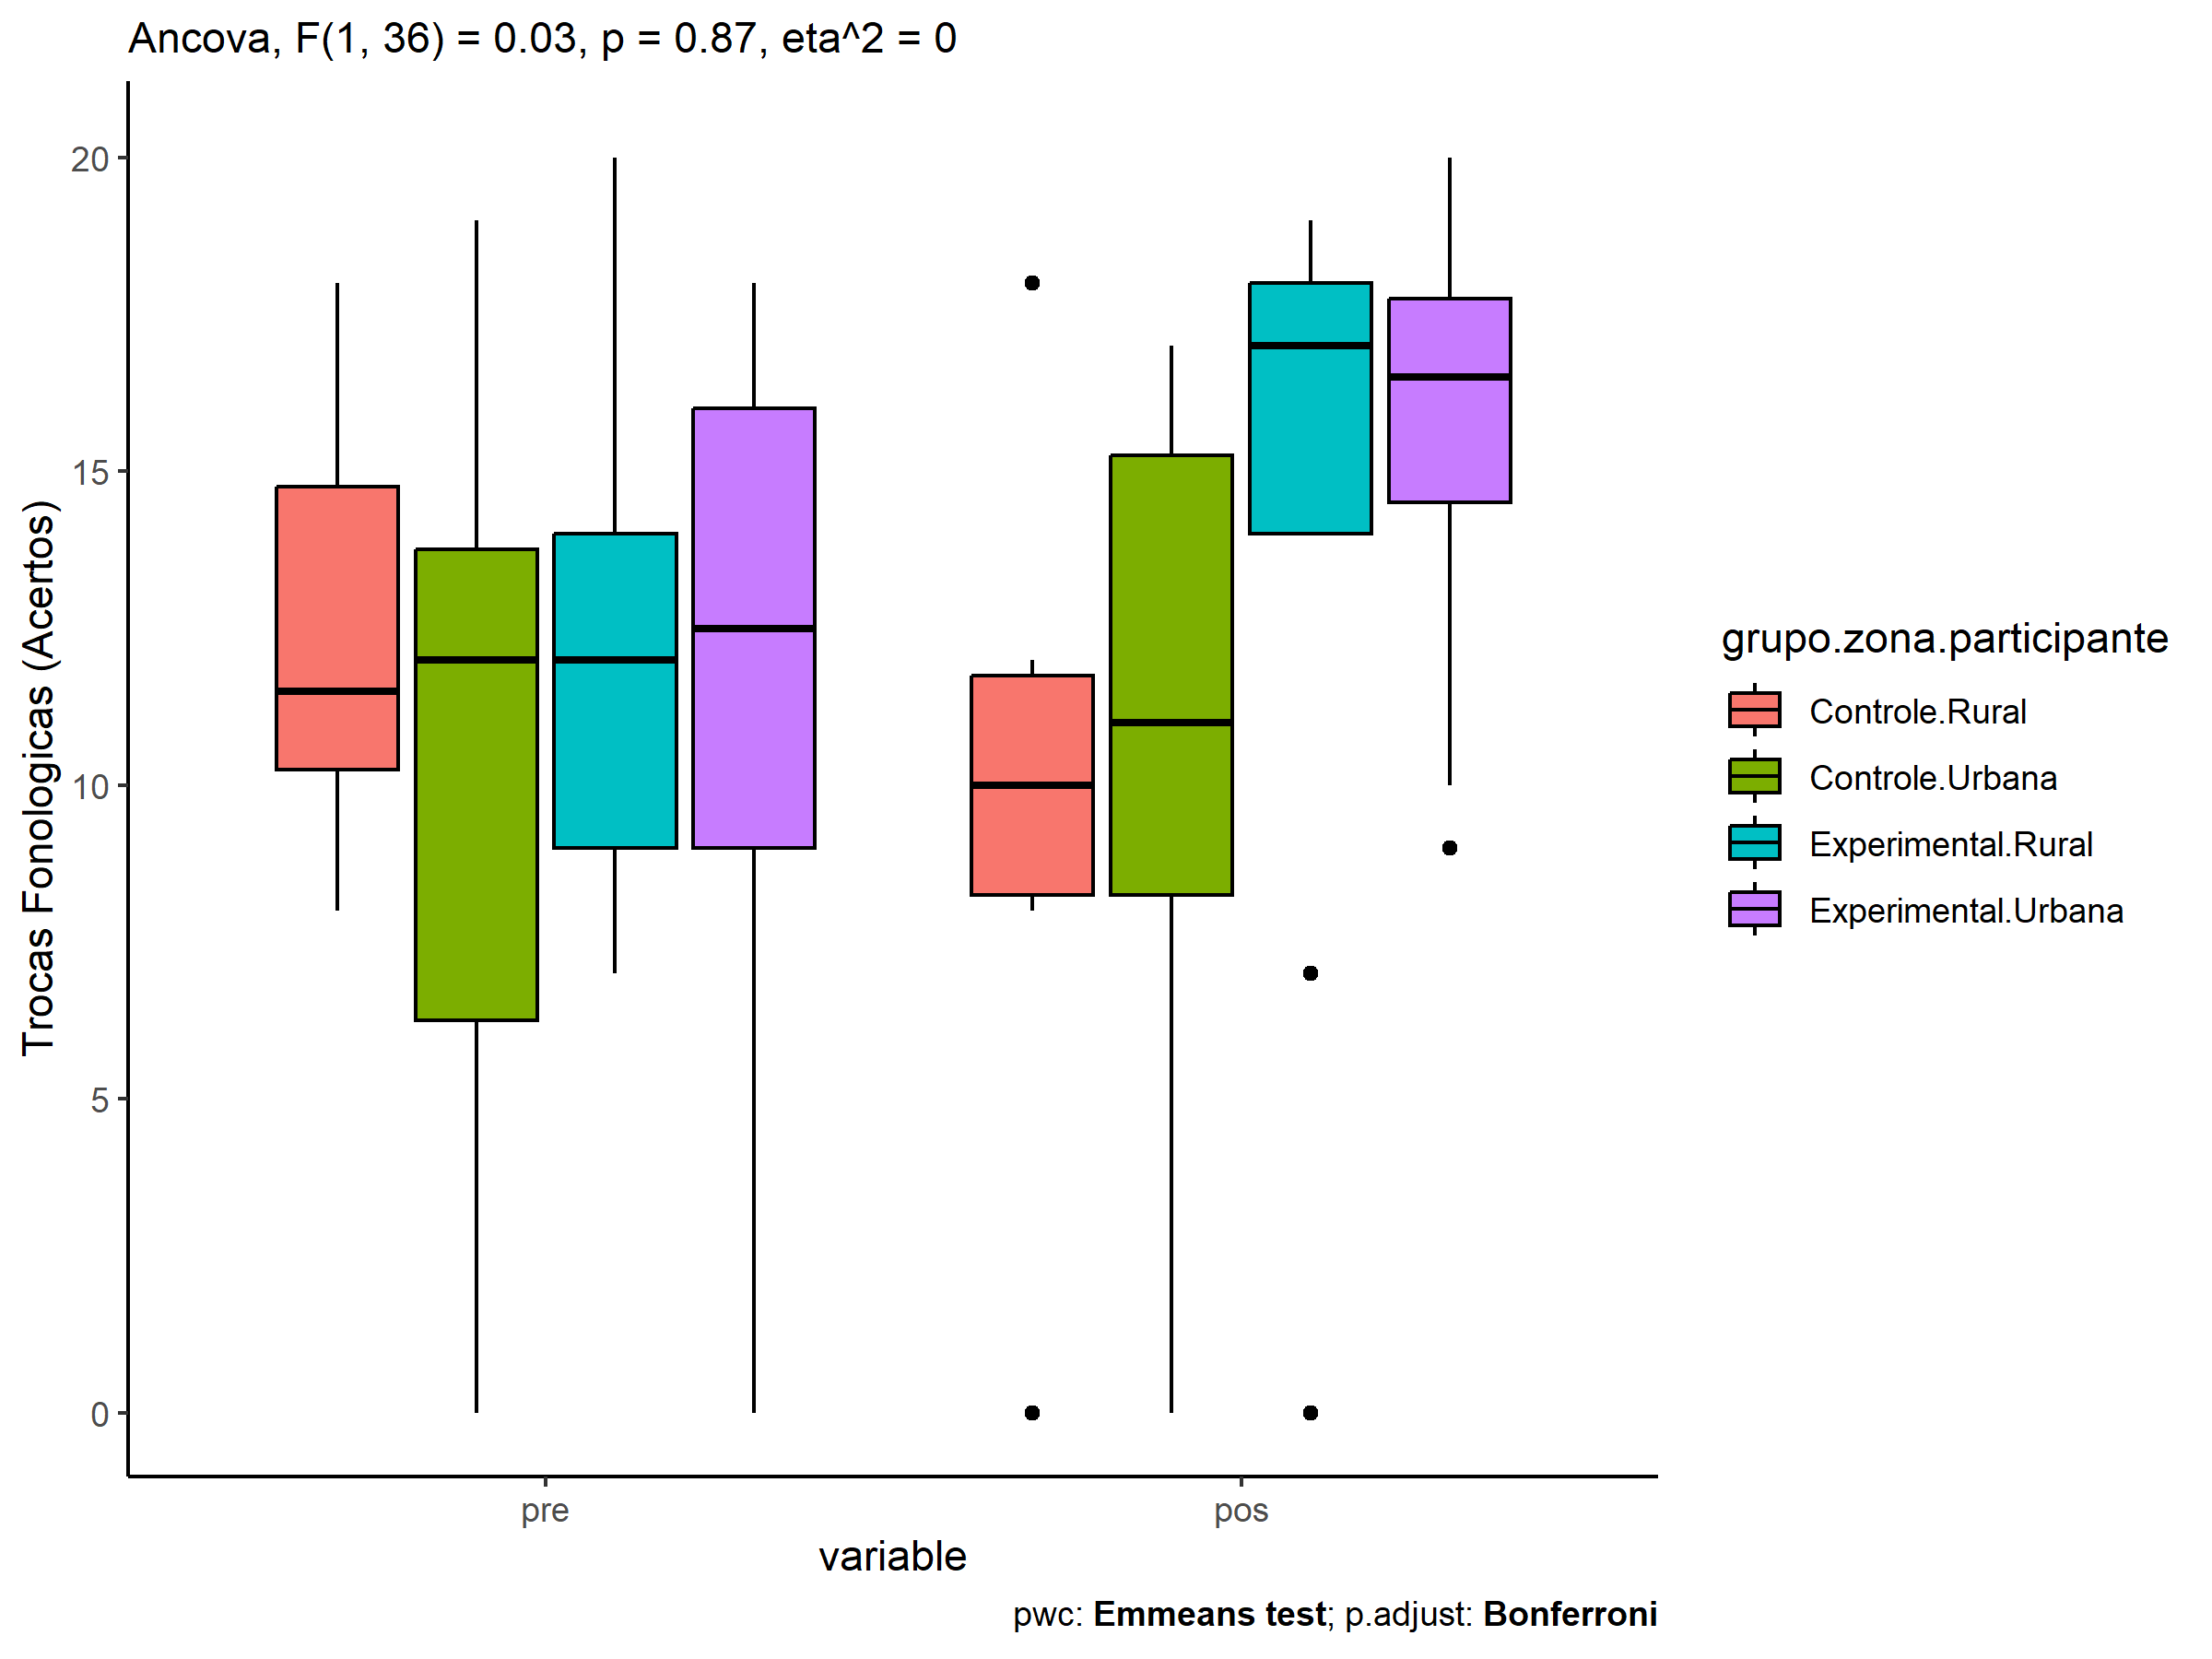 Ancova, F(1, 36) = 0.03, p = 0.87, eta^2 = 0
Trocas Fonologicas (Acertos)
20
15
10
5
0
pre
pos
variable
grupo.zona.participante
Controle.Rural
Controle.Urbana
Experimental.Rural
Experimental.Urbana
pwc: Emmeans test; p.adjust: Bonferroni